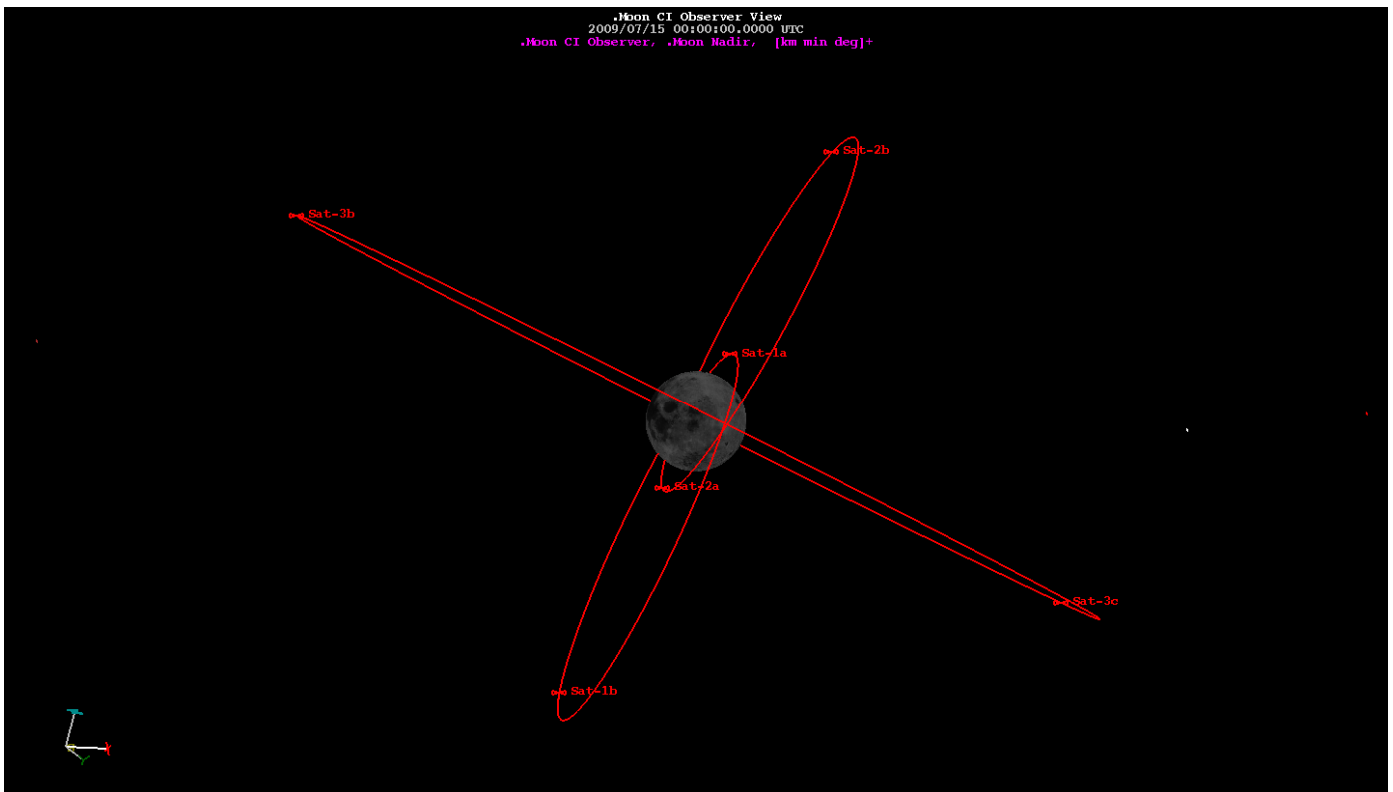 .Moon CI Observer View
2009/07/15 00:00:00.0000 UTC
.Moon CI Observer, .Moon Nadir, [km min deg]+
Sat-2b
Sat-3b
Sat-1a
Sat-2a
Sat-3c
Sat-1b
X
Y